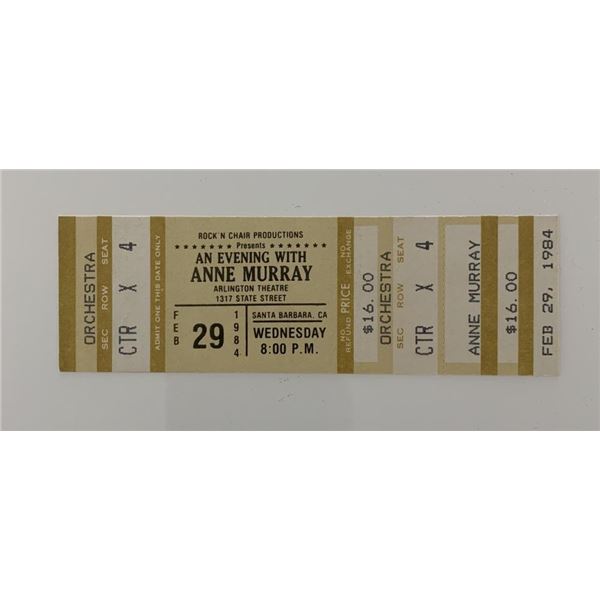 ORCHESTRA
SEC ROW SEAT
CTR X 4
ADMIT ONE THIS DATE ONLY
ROCK'N CHAIR PRODUCTIONS
★★★★★★★ Presents ★★★★★★★
AN EVENING WITH
ANNE MURRAY
ARLINGTON THEATRE
1317 STATE STREET
FEB 29 1984
SANTA BARBARA, CA
WEDNESDAY
8:00 P.M.
NO REFUND PRICE NO EXCHANGE
$16.00
ORCHESTRA
SEC ROW SEAT
CTR X 4
ANNE MURRAY
$16.00
FEB 29, 1984